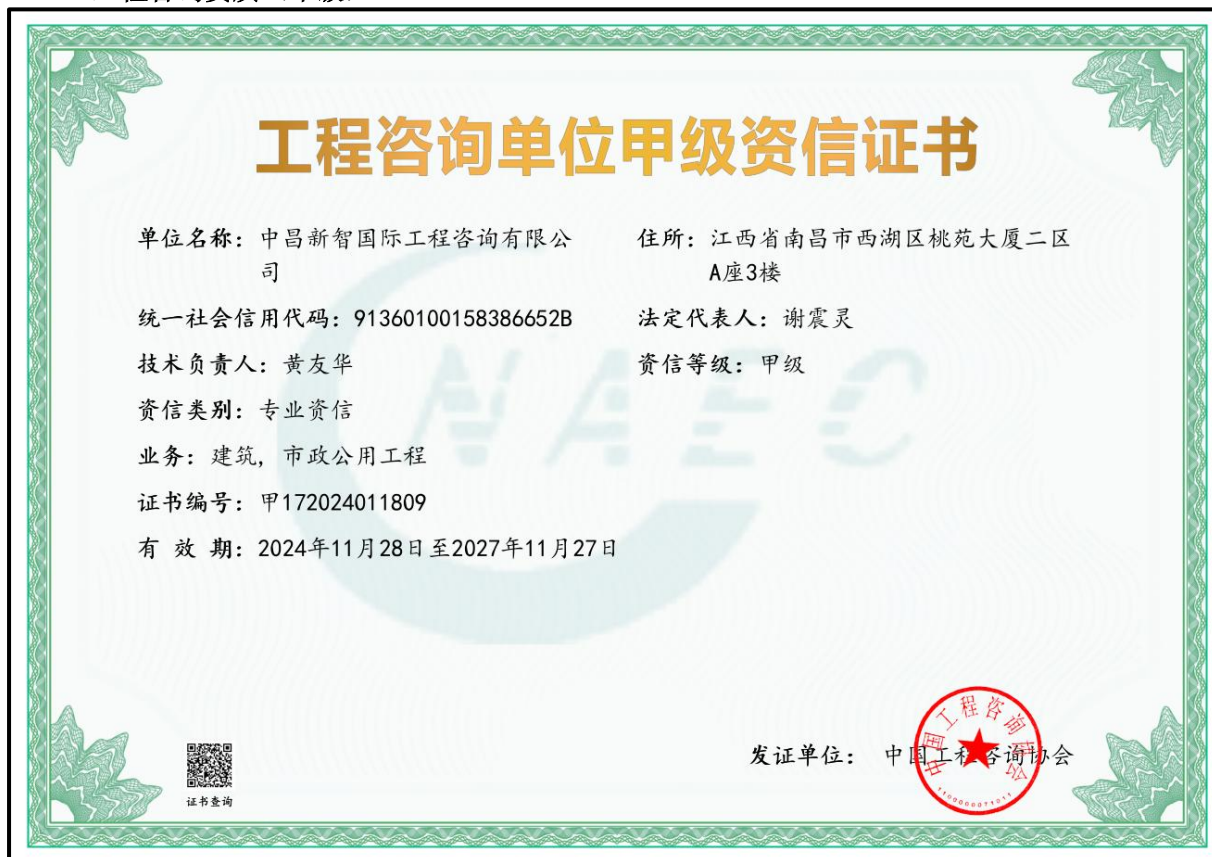 工程咨询单位甲级资信证书
单位名称：中昌新智国际工程咨询有限公
司
住所：江西省南昌市西湖区桃苑大厦二区
A座3楼
统一社会信用代码：91360100158386652B
法定代表人：谢震灵
技术负责人：黄友华
资信等级：甲级
资信类别：专业资信
业务：建筑，市政公用工程
证书编号：甲172024011809
有 效 期：2024年11月28日至2027年11月27日
CNAEC
证书查询
发证单位：中国工程咨询协会
中国工程咨询协会